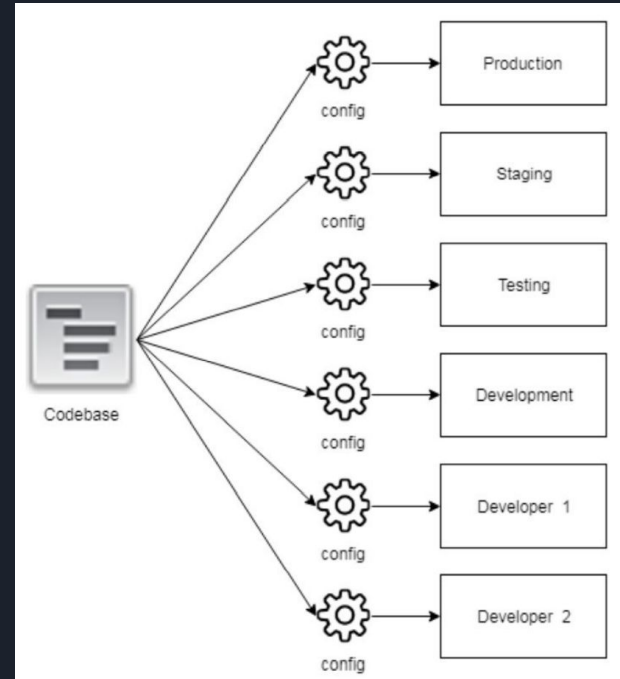 config
Production
config
Staging
config
Testing
Codebase
config
Development
config
Developer 1
config
Developer 2